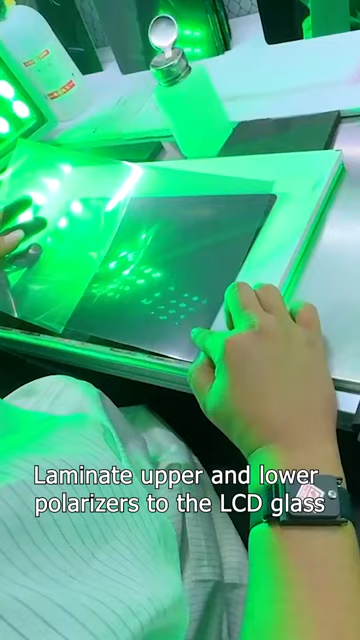 Laminate upper and lower
polarizers to the LCD glass